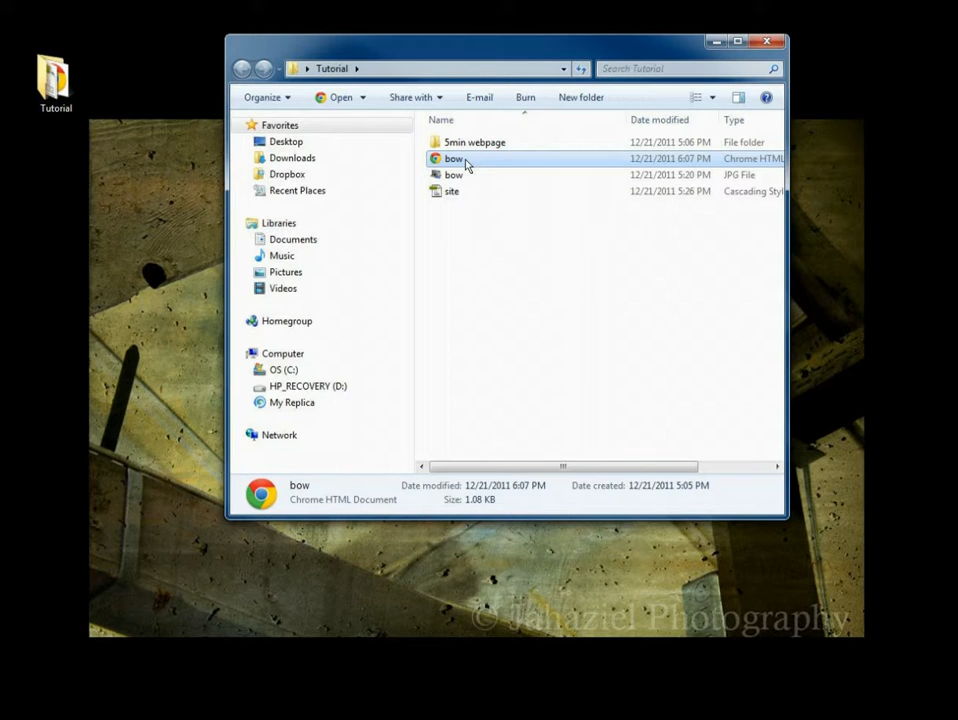 Tutorial
Tutorial
Search Tutorial
Organize
Open
Share with
E-mail
Burn
New folder
Favorites
Desktop
Downloads
Dropbox
Recent Places
Libraries
Documents
Music
Pictures
Videos
Homegroup
Computer
OS (C:)
HP_RECOVERY (D:)
My Replica
Network
Name Date modified Type
5min webpage 12/21/2011 5:06 PM File folder
bow 12/21/2011 6:07 PM Chrome HTML
bow 12/21/2011 5:20 PM JPG File
site 12/21/2011 5:26 PM Cascading Styl
bow Date modified: 12/21/2011 6:07 PM Date created: 12/21/2011 5:05 PM
Chrome HTML Document Size: 1.08 KB
© Jahaziel Photography